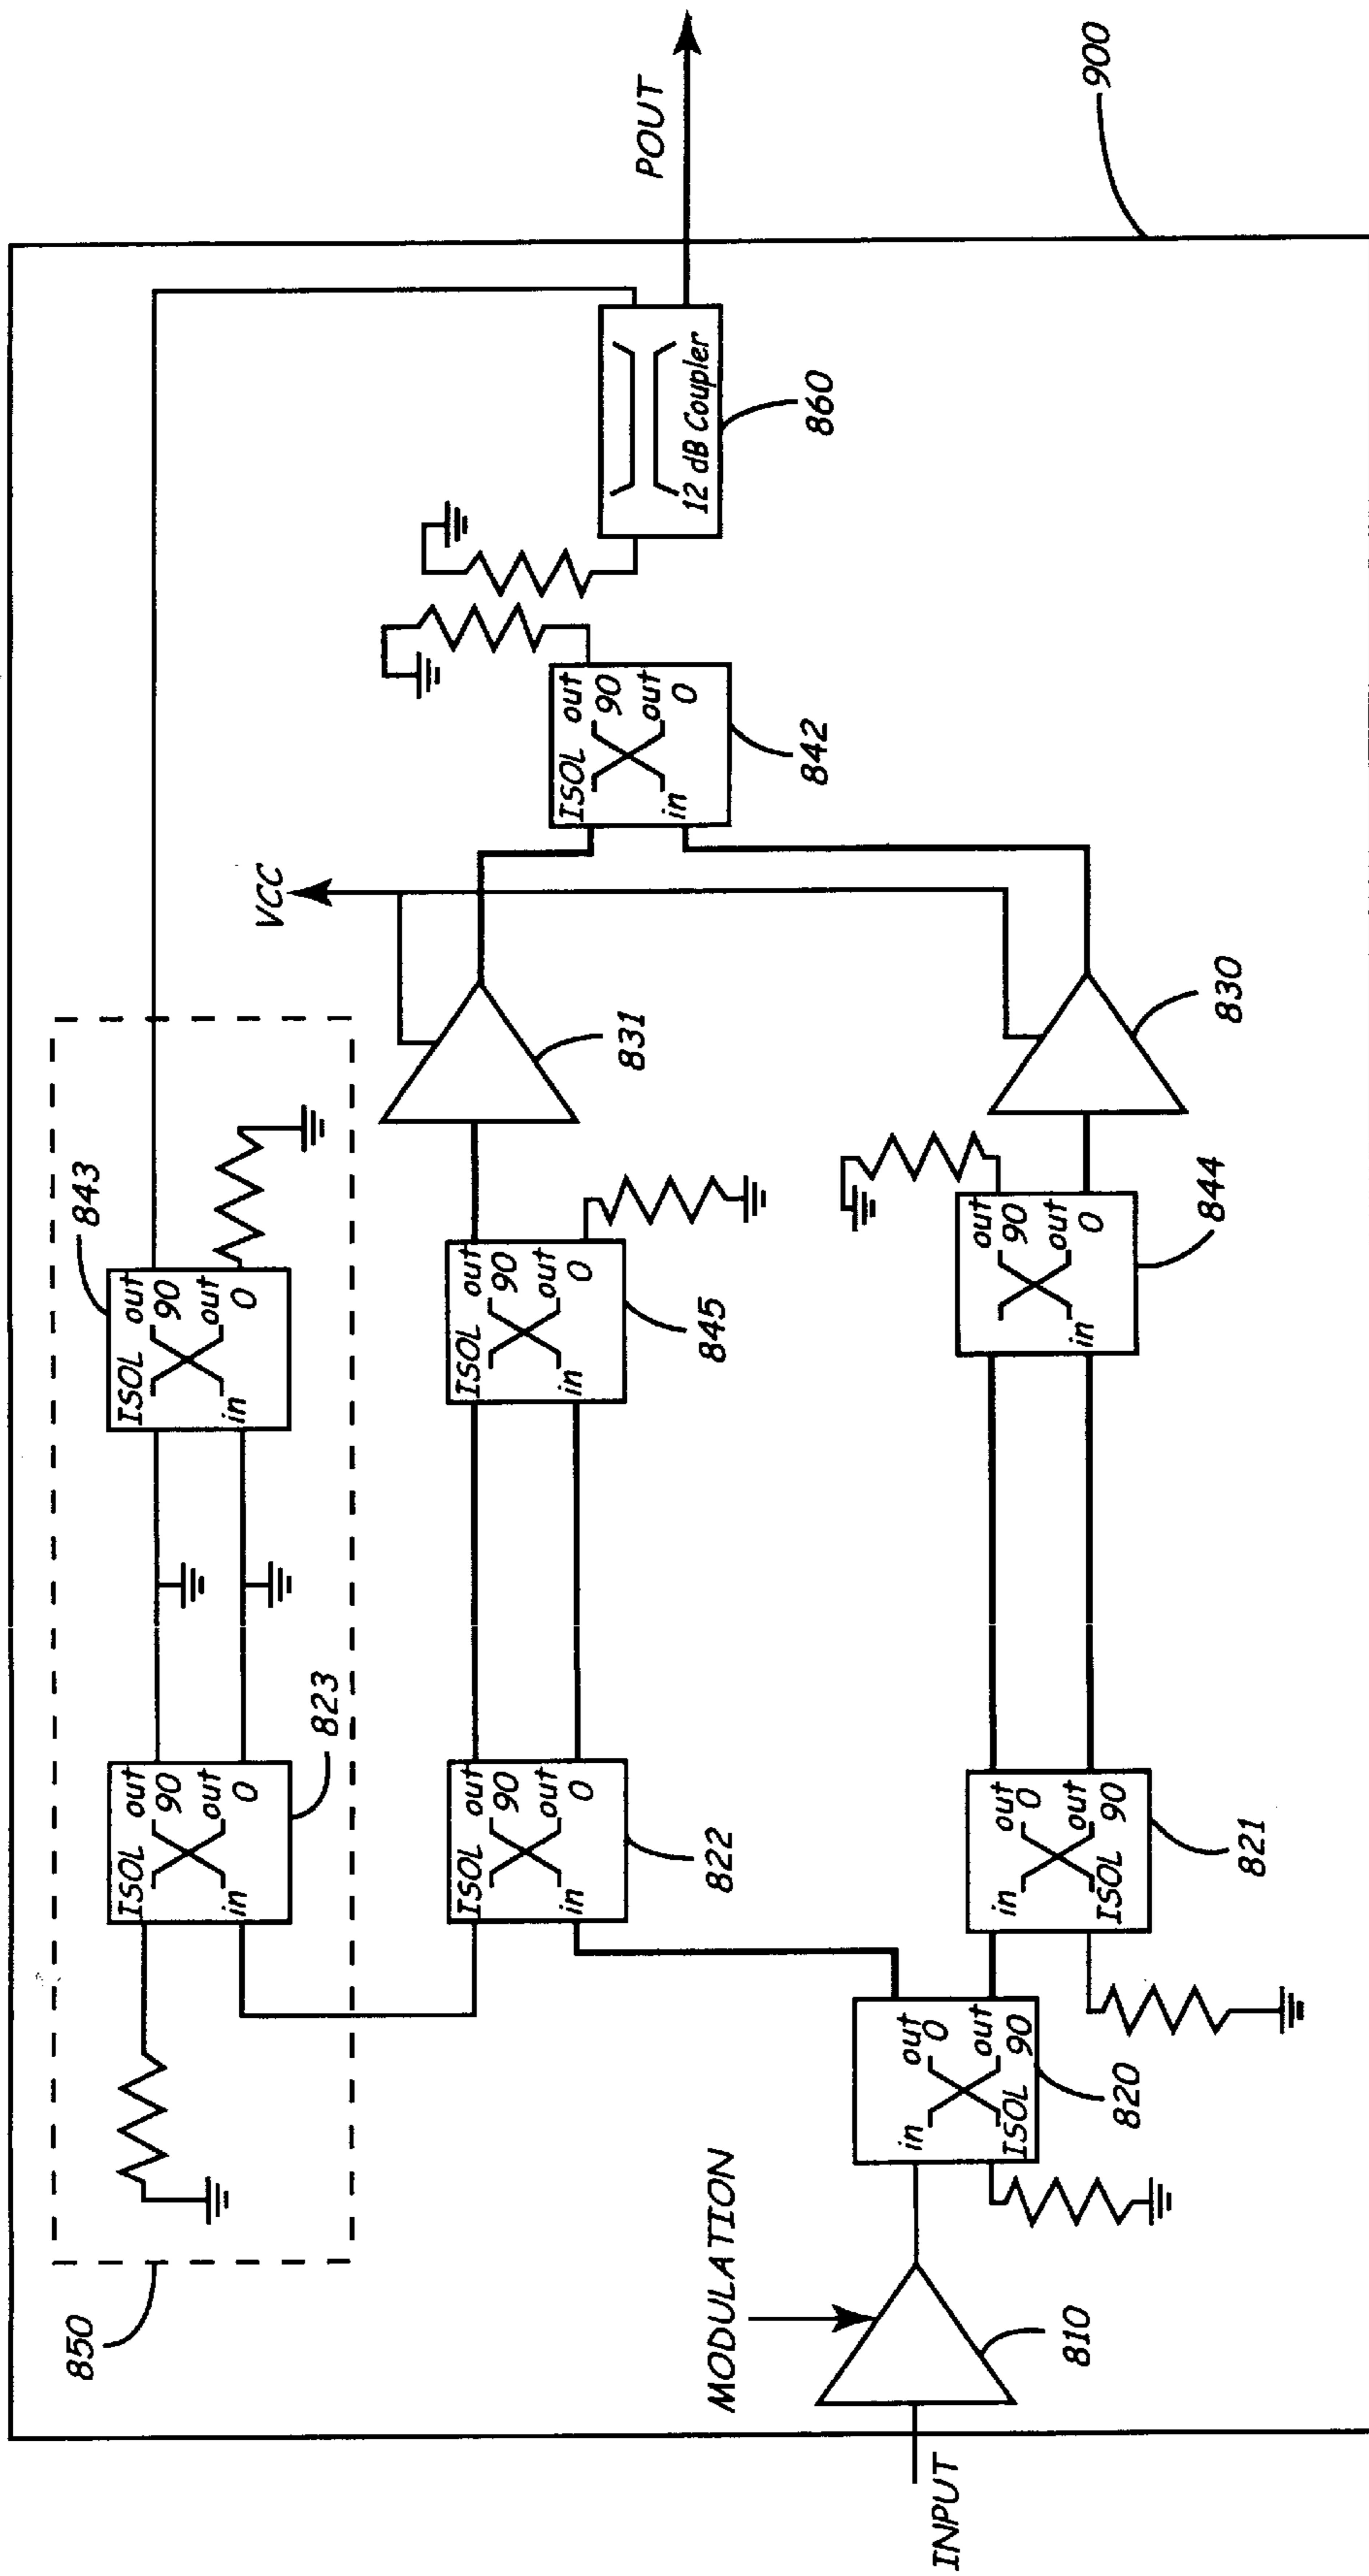 850
843
ISOL out
90
out
in 0
823
ISOL out
90
out
in 0
VCC
831
ISOL out
90
out
in 0
845
ISOL out
90
out
in 0
822
ISOL out
90
out
in 0
842
12 dB Coupler
860
POUT
900
830
out
90
out
in 0
844
in out
0
out
ISOL 90
821
in out
0
out
ISOL 90
820
MODULATION
810
INPUT